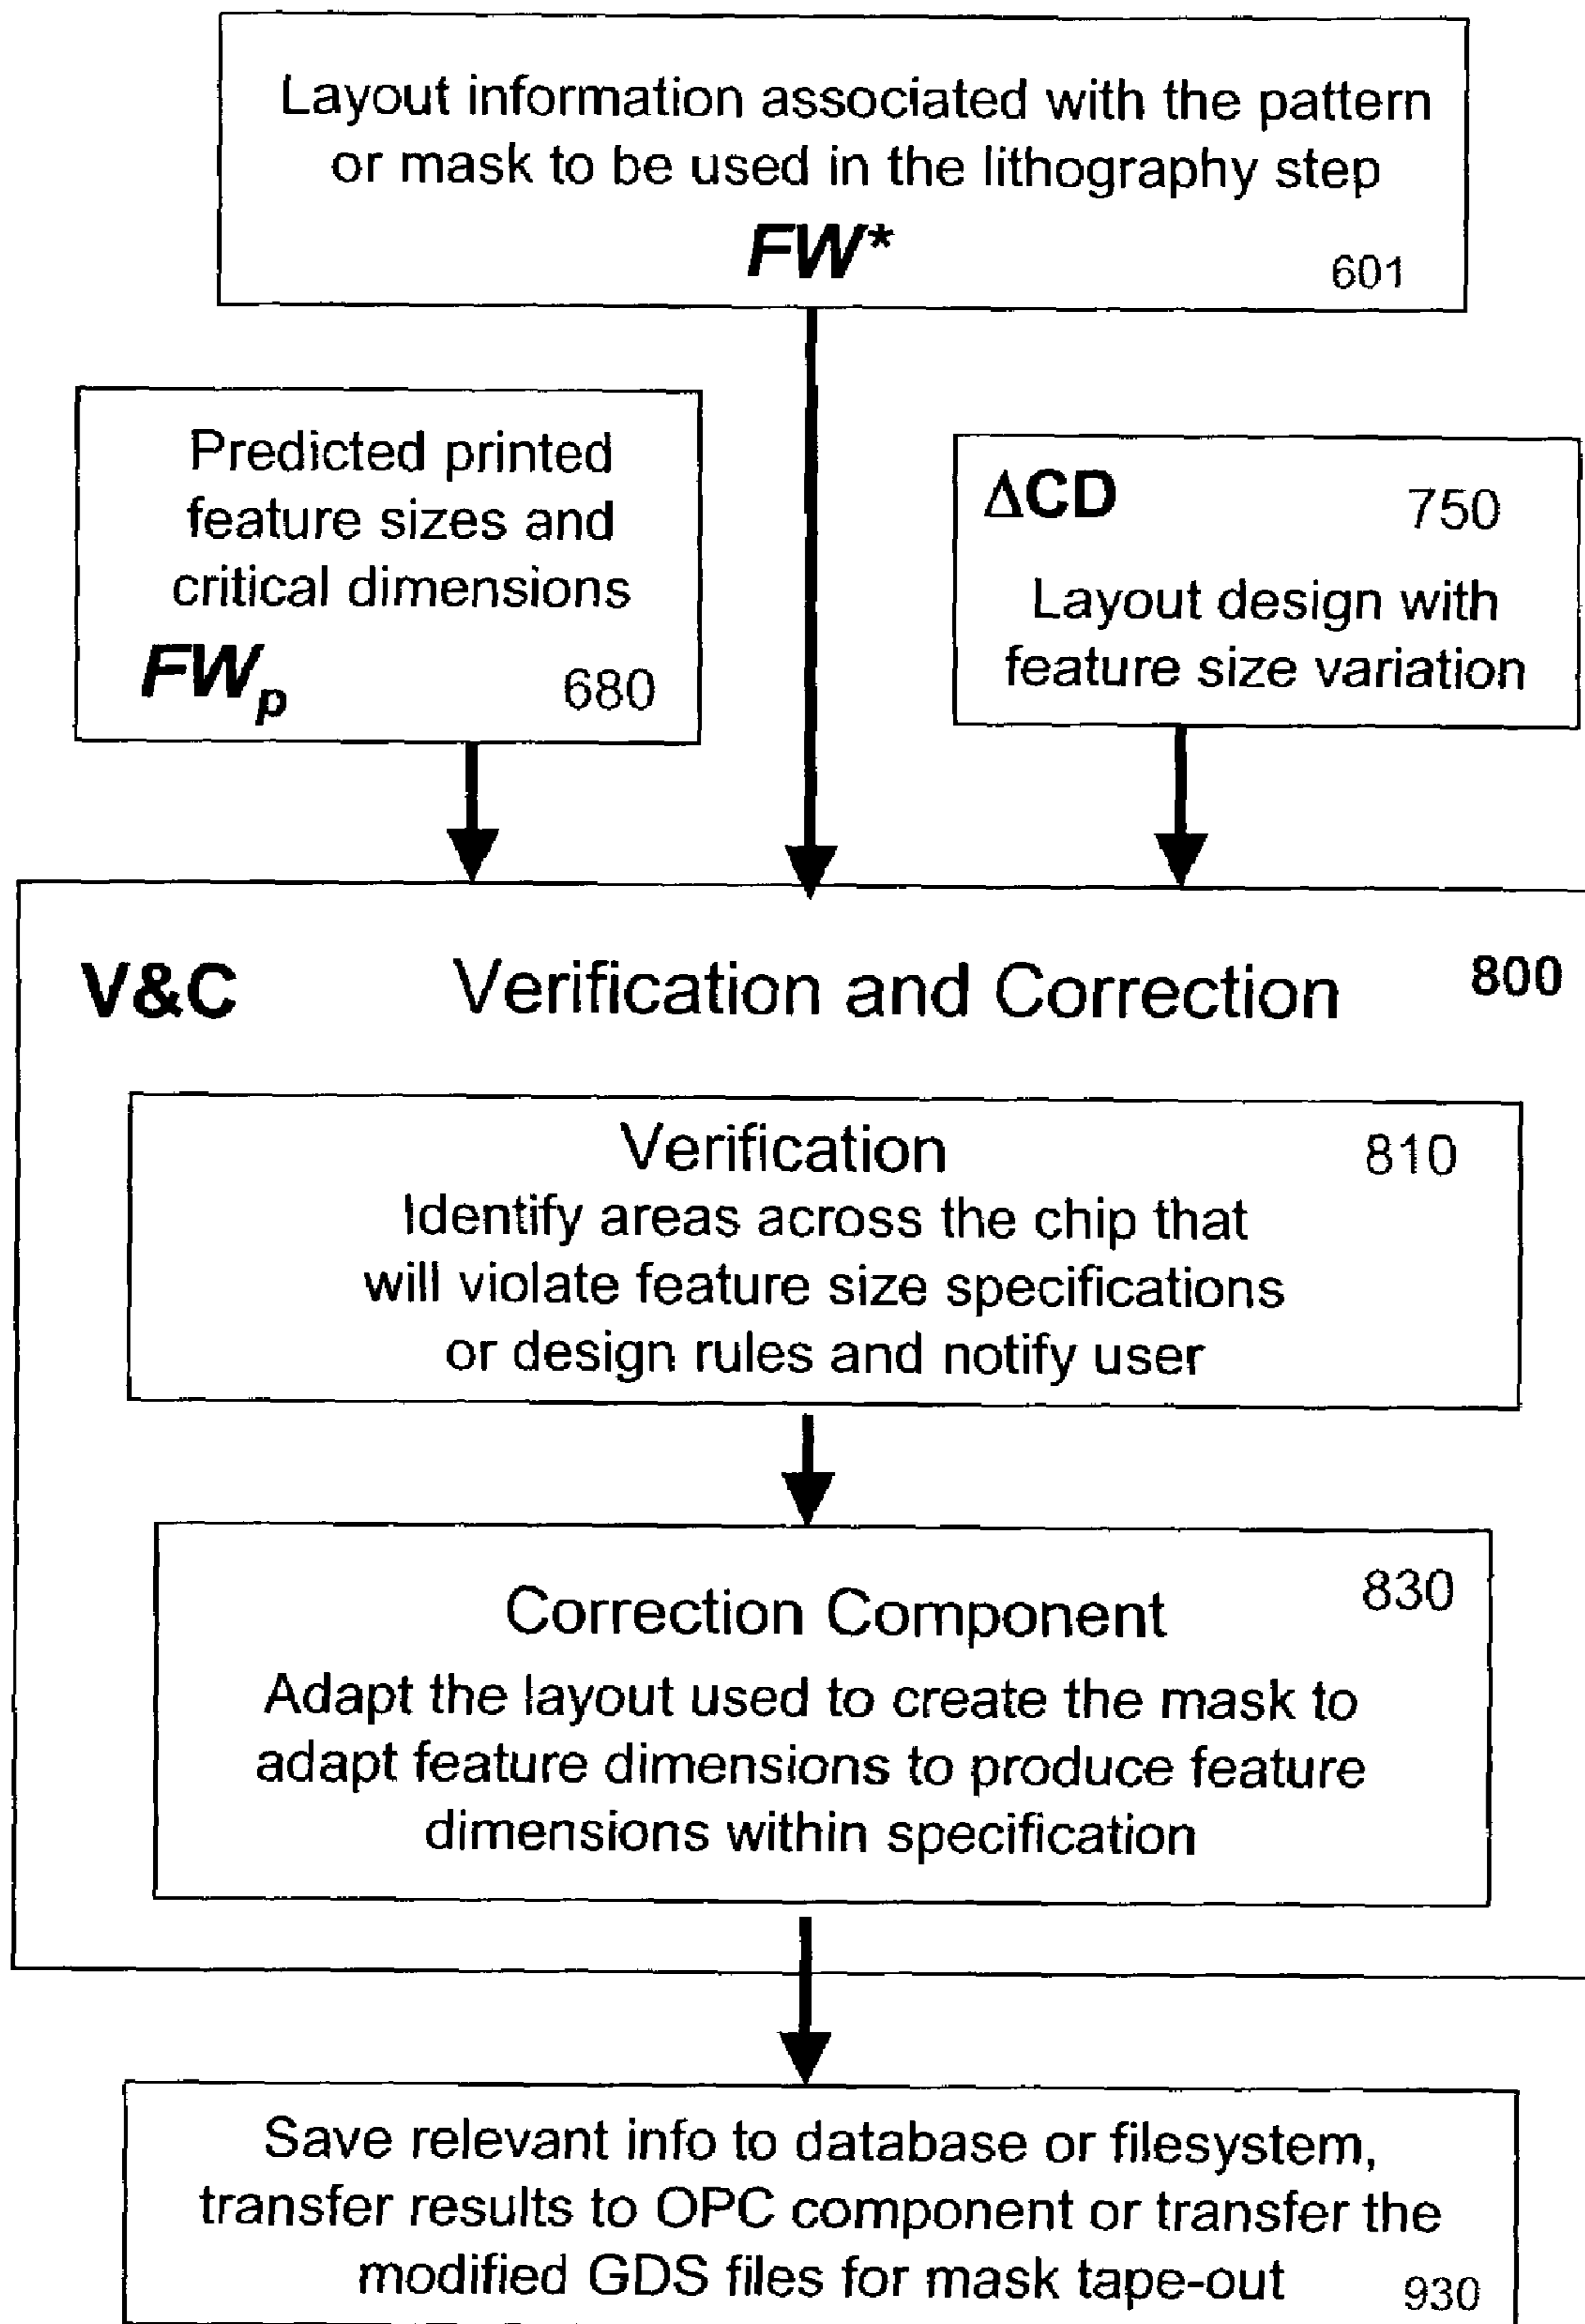 Layout information associated with the pattern
or mask to be used in the lithography step
FW*
601
Predicted printed
feature sizes and
critical dimensions
FWp
680
ΔCD
750
Layout design with
feature size variation
V&C
Verification and Correction
800
Verification
810
Identify areas across the chip that
will violate feature size specifications
or design rules and notify user
Correction Component
830
Adapt the layout used to create the mask to
adapt feature dimensions to produce feature
dimensions within specification
Save relevant info to database or filesystem,
transfer results to OPC component or transfer the
modified GDS files for mask tape-out
930